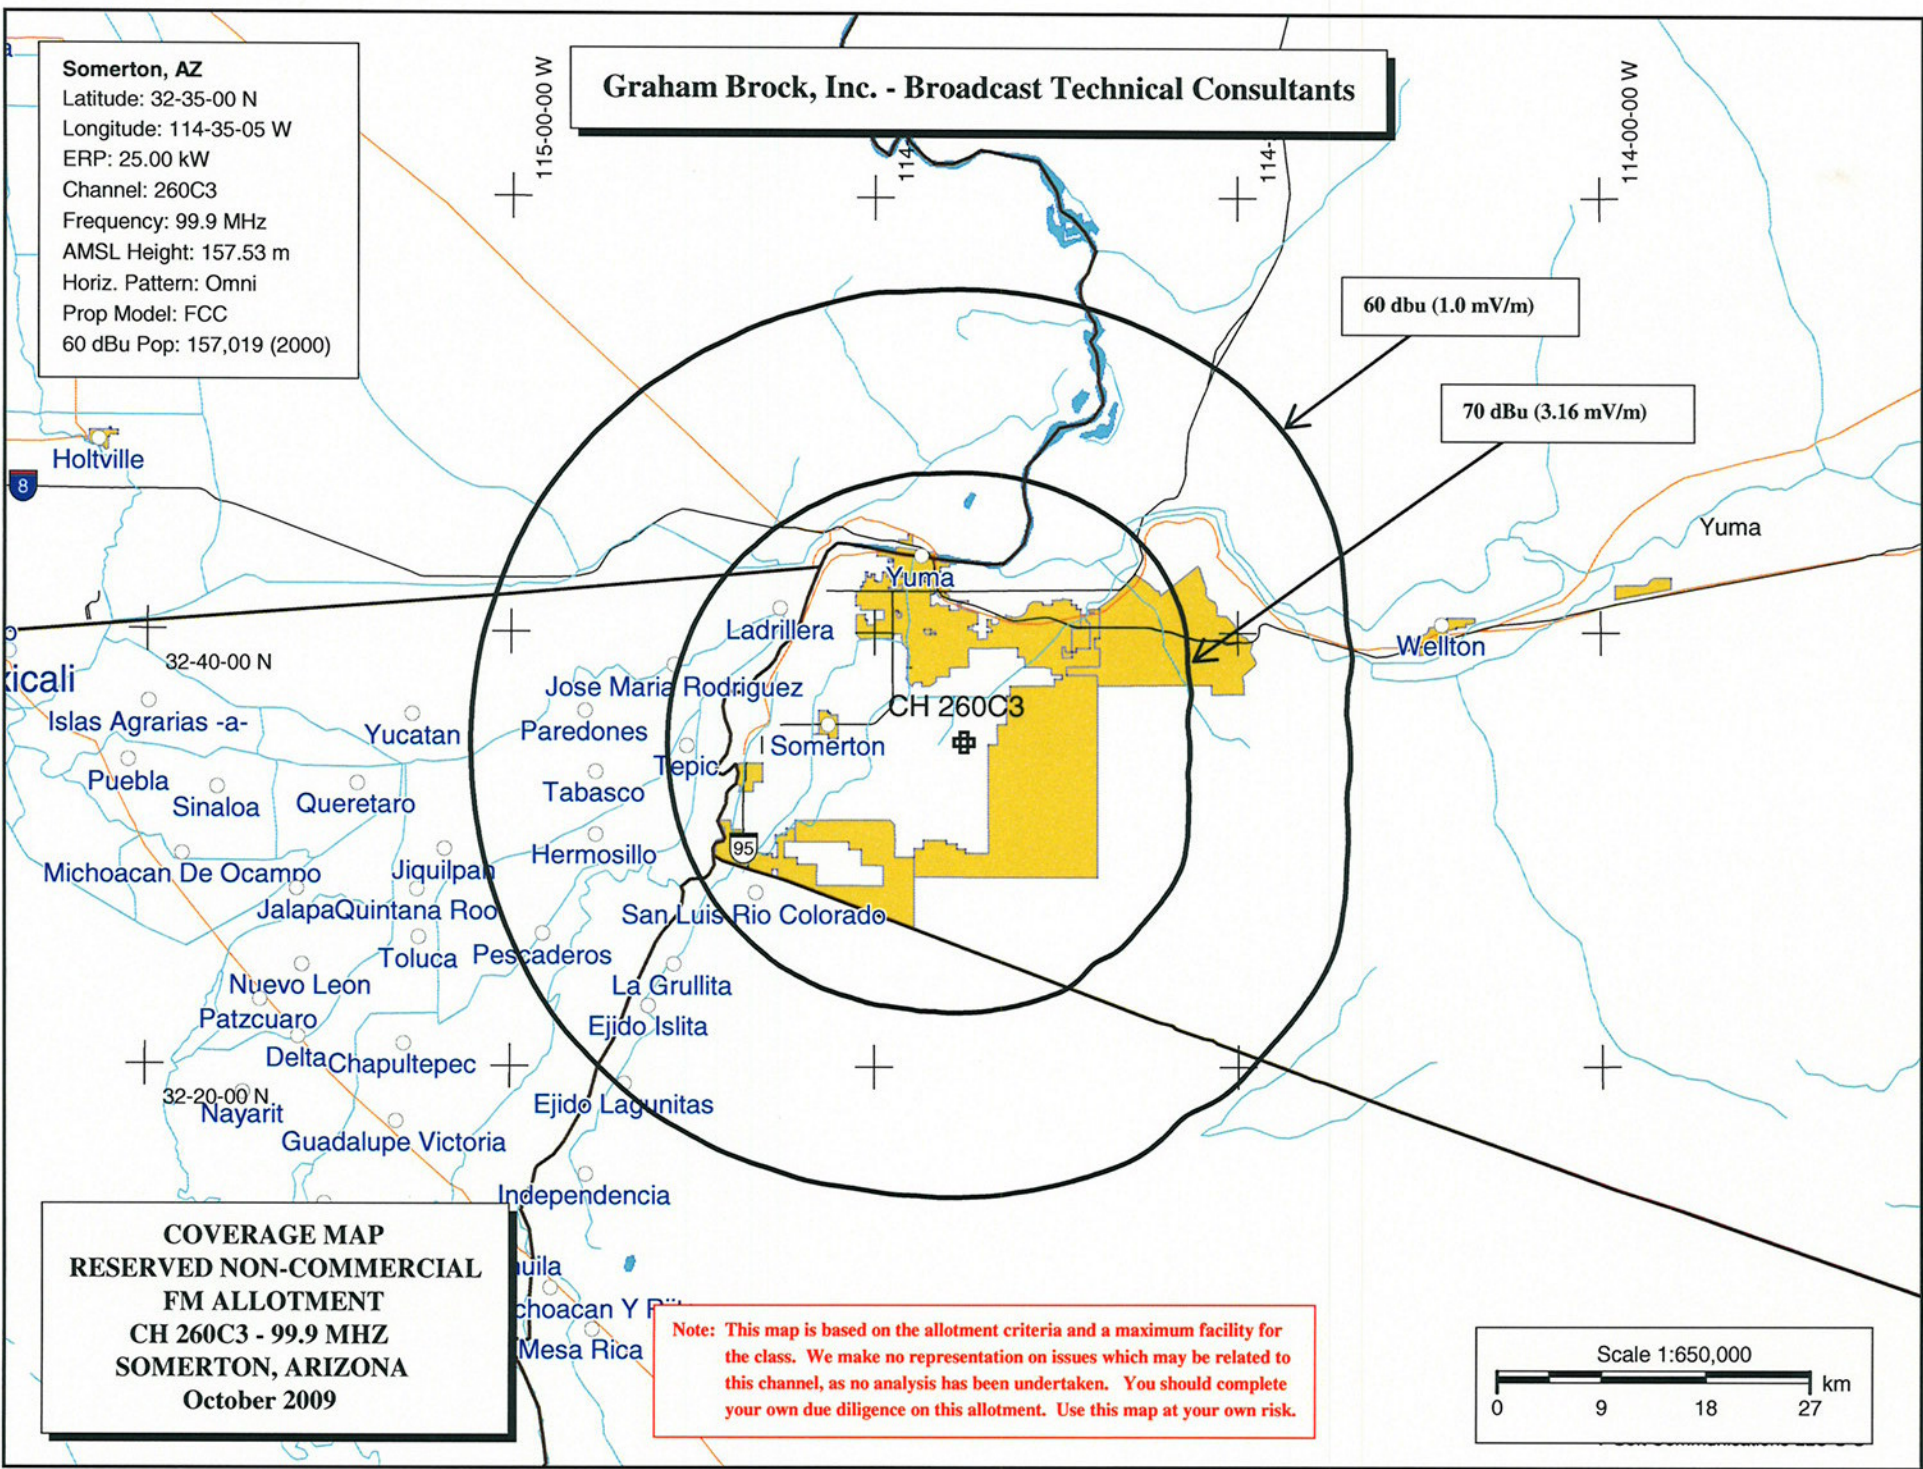 Somerton, AZ
Latitude: 32-35-00 N
Longitude: 114-35-05 W
ERP: 25.00 kW
Channel: 260C3
Frequency: 99.9 MHz
AMSL Height: 157.53 m
Horiz. Pattern: Omni
Prop Model: FCC
60 dBu Pop: 157,019 (2000)
Graham Brock, Inc. - Broadcast Technical Consultants
115-00-00 W
114-
114-
114-00-00 W
60 dbu (1.0 mV/m)
70 dBu (3.16 mV/m)
Holtville
8
Yuma
Yuma
Ladrillera
Wellton
32-40-00 N
xicali
Jose Maria Rodriguez
CH 260C3
Islas Agrarias -a-
Yucatan
Paredones
Somerton
Tepic
Puebla
Sinaloa
Queretaro
Tabasco
95
Hermosillo
Michoacan De Ocampo
Jiquilpan
Jalapa
Quintana Roo
San Luis Rio Colorado
Toluca
Pescaderos
Nuevo Leon
La Grullita
Patzcuaro
Ejido Islita
Delta
Chapultepec
32-20-00 N
Nayarit
Ejido Lagunitas
Guadalupe Victoria
Independencia
uila
choacan Y
Mesa Rica
COVERAGE MAP
RESERVED NON-COMMERCIAL
FM ALLOTMENT
CH 260C3 - 99.9 MHZ
SOMERTON, ARIZONA
October 2009
Note: This map is based on the allotment criteria and a maximum facility for
the class. We make no representation on issues which may be related to
this channel, as no analysis has been undertaken. You should complete
your own due diligence on this allotment. Use this map at your own risk.
Scale 1:650,000
km
0 9 18 27